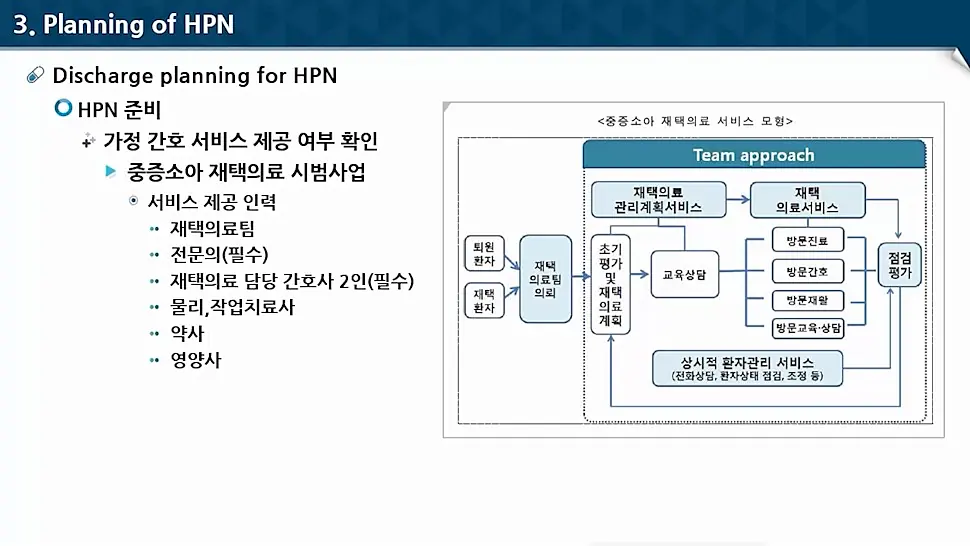 3. Planning of HPN
Discharge planning for HPN
HPN 준비
가정 간호 서비스 제공 여부 확인
중증소아 재택의료 시범사업
서비스 제공 인력
재택의료팀
전문의(필수)
재택의료 담당 간호사 2인(필수)
물리,작업치료사
약사
영양사
<중증소아 재택의료 서비스 모형>
Team approach
재택의료
관리계획서비스
재택
의료서비스
퇴원
환자
재택
환자
재택
의료팀
의뢰
초기
평가
및
재택
의료
계획
교육상담
방문진료
방문간호
방문재활
방문교육·상담
점검
평가
상시적 환자관리 서비스
(전화상담, 환자상태 점검, 조정 등)